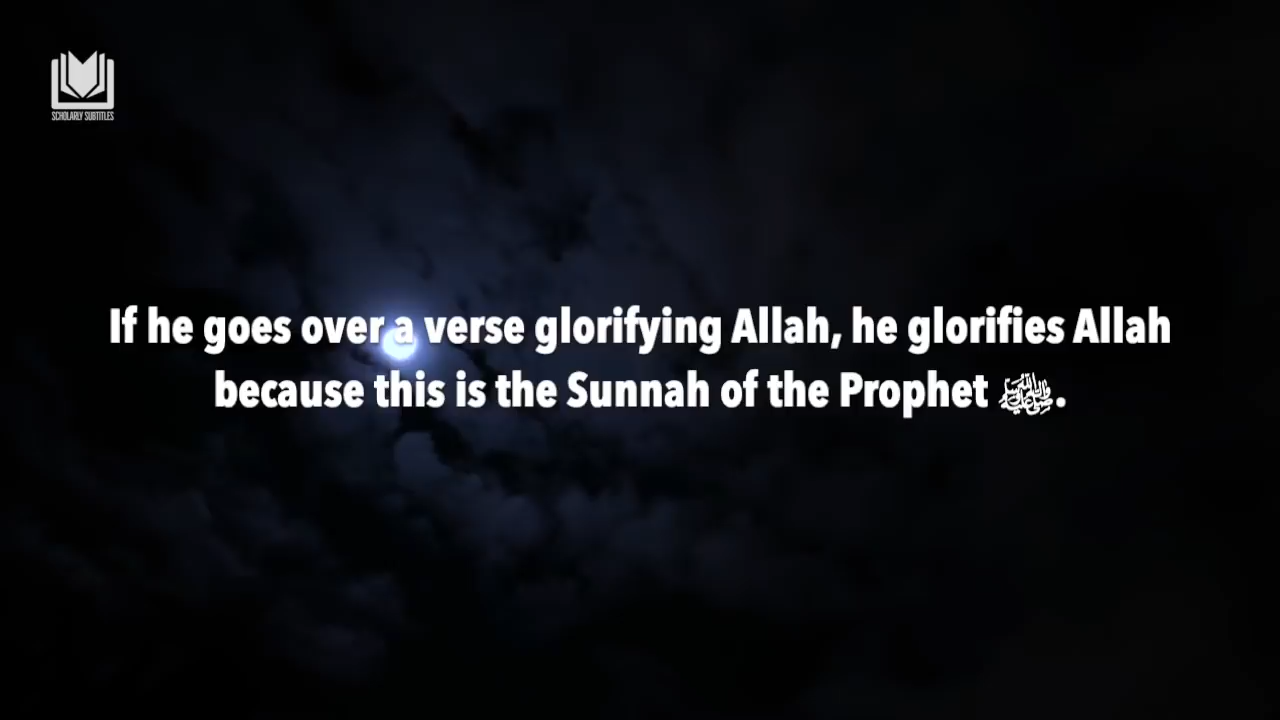 SCHOLARLY SUBTITLES
If he goes over a verse glorifying Allah, he glorifies Allah
because this is the Sunnah of the Prophet ﷺ.